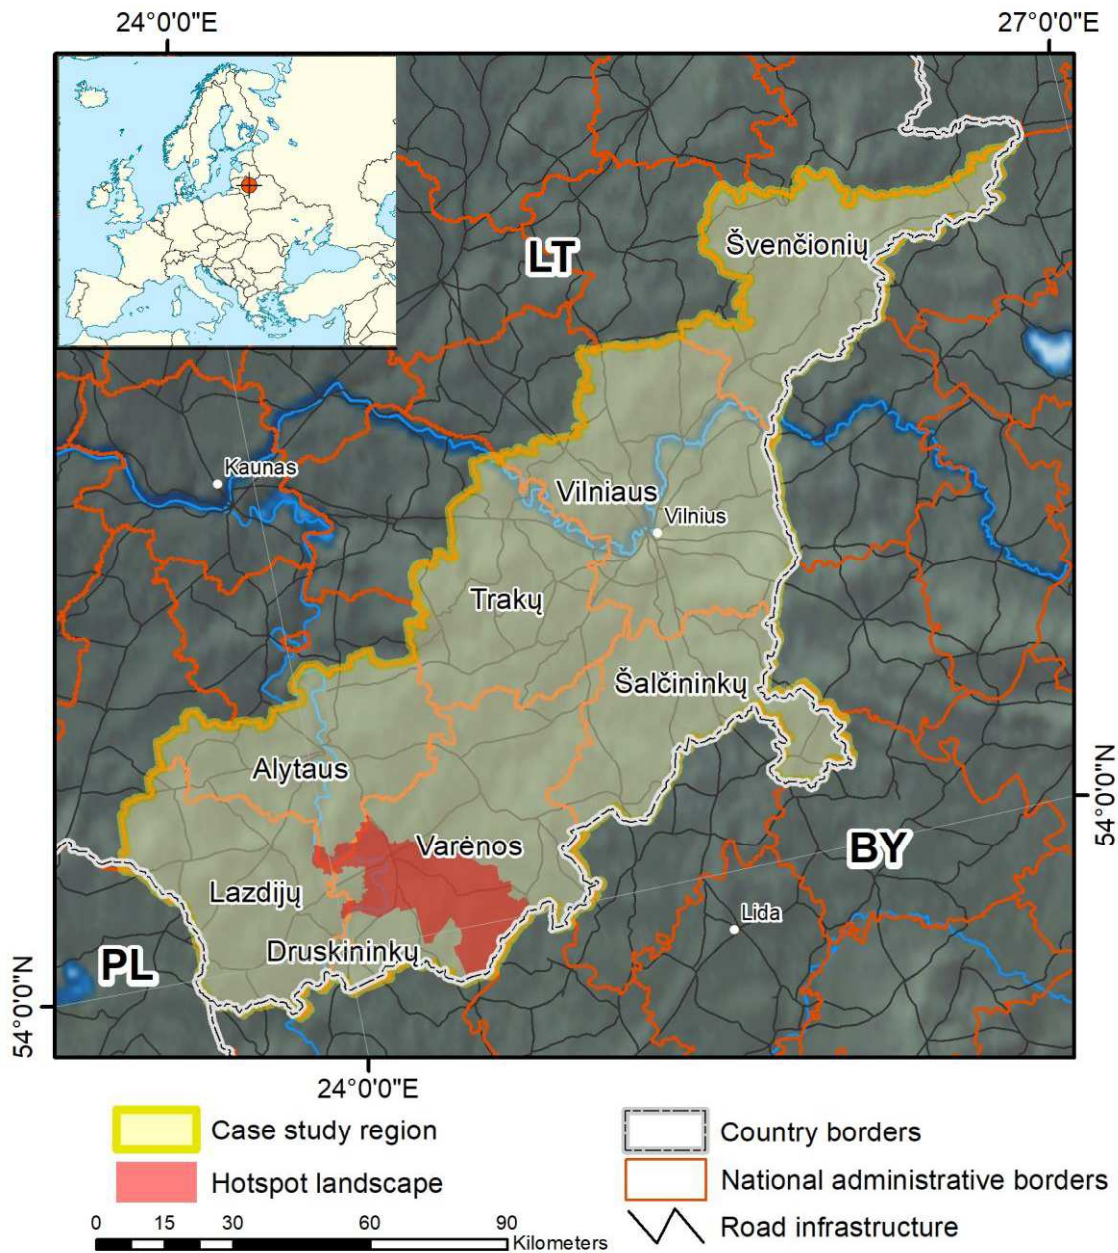 24°0'0"E
27°0'0"E
Švenčionių
LT
Kaunas
Vilniaus
Vilnius
Trakų
Šalčininkų
Alytaus
54°0'0"N
Varėnos
BY
Lazdijų
Lida
Druskininkų
PL
54°0'0"N
24°0'0"E
Case study region
Country borders
Hotspot landscape
National administrative borders
Road infrastructure
0 15 30 60 90
Kilometers